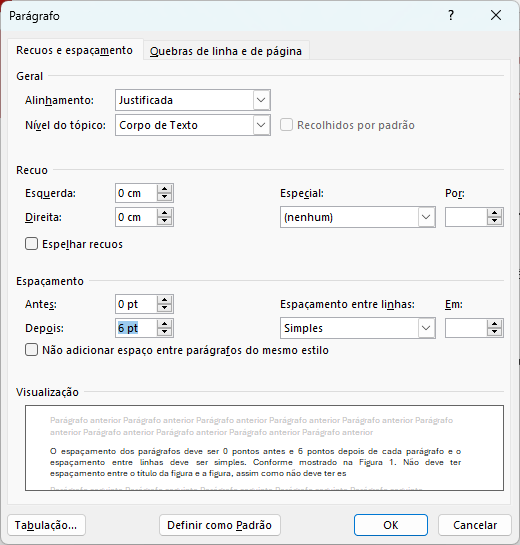 Parágrafo
Recuos e espaçamento Quebras de linha e de página
Geral
Alinhamento: Justificada
Nível do tópico: Corpo de Texto Recolhidos por padrão
Recuo
Esquerda: 0 cm Especial: Por:
Direita: 0 cm (nenhum)
Espelhar recuos
Espaçamento
Antes: 0 pt Espaçamento entre linhas: Em:
Depois: 6 pt Simples
Não adicionar espaço entre parágrafos do mesmo estilo
Visualização
Parágrafo anterior Parágrafo anterior Parágrafo anterior Parágrafo anterior Parágrafo
anterior Parágrafo anterior Parágrafo anterior Parágrafo anterior
O espaçamento dos parágrafos deve ser 0 pontos antes e 6 pontos depois de cada parágrafo e o
espaçamento entre linhas deve ser simples. Conforme mostrado na Figura 1. Não deve ter
espaçamento entre o título da figura e a figura, assim como não deve ter es
Tabulação... Definir como Padrão OK Cancelar